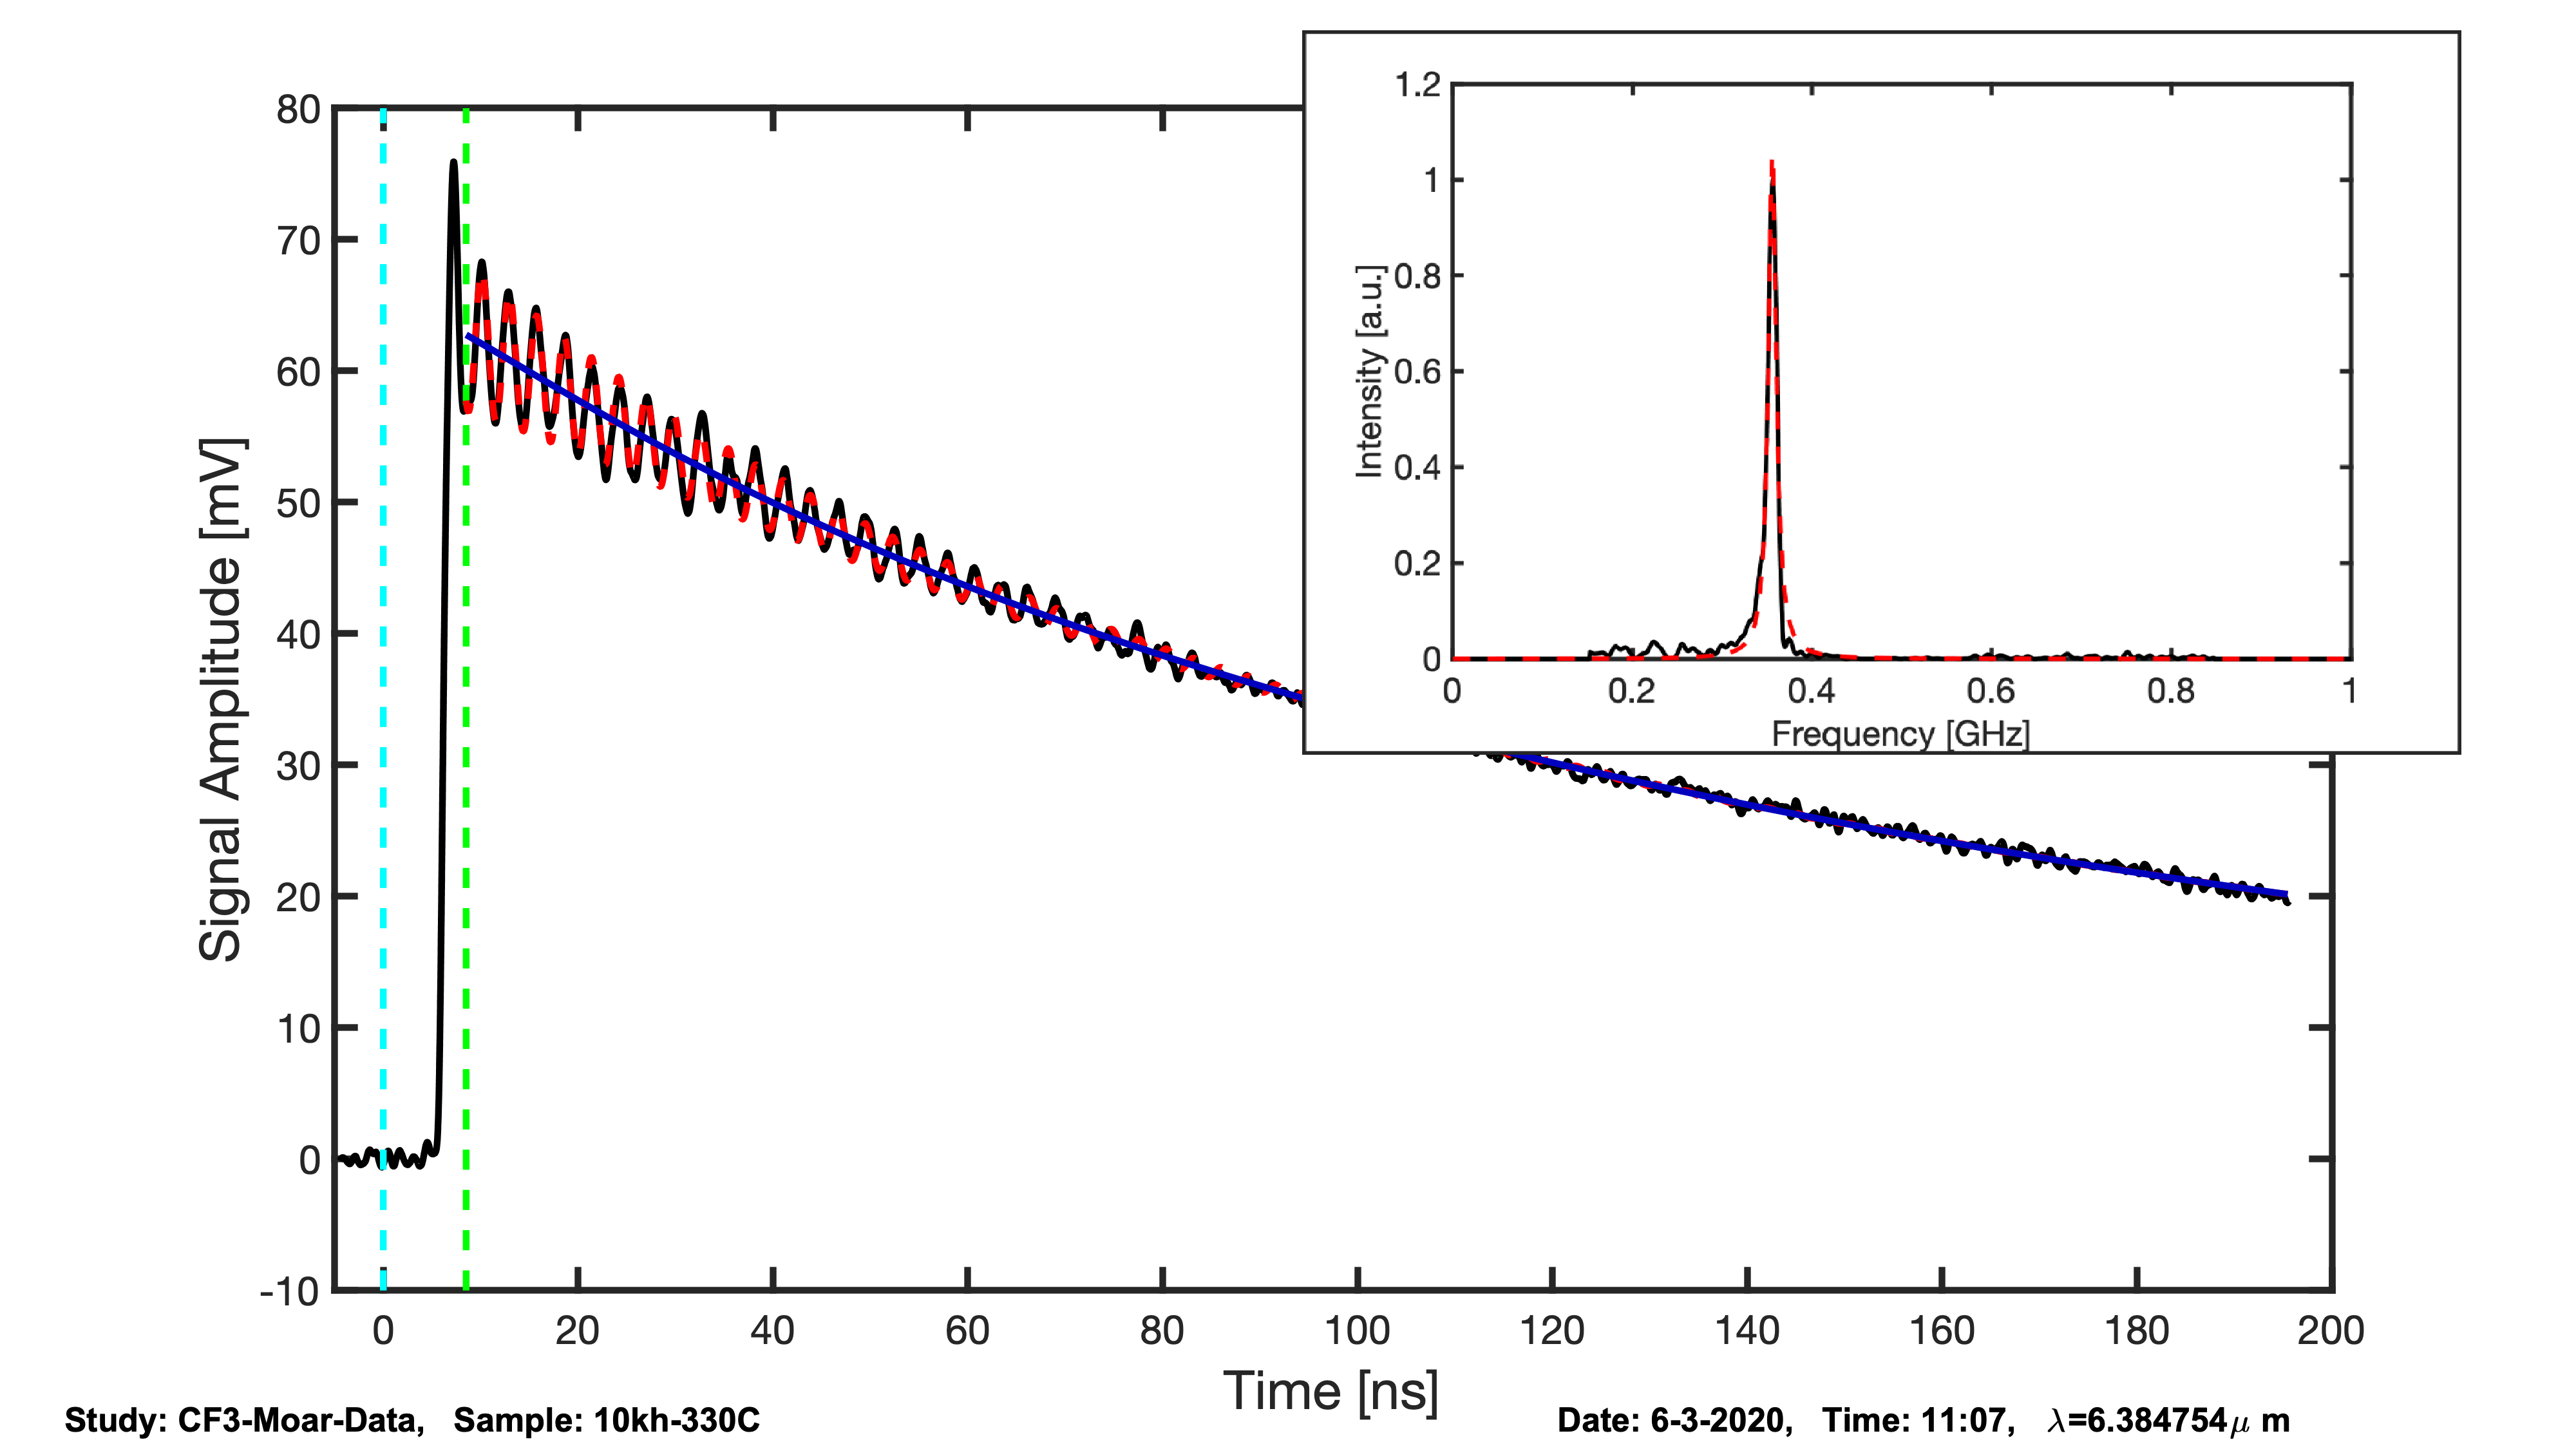 1.2
1
0.8
0.6
0.4
0.2
0
Intensity [a.u.]
0 0.2 0.4 0.6 0.8 1
Frequency [GHz]
80
70
60
50
40
30
20
10
0
-10
Signal Amplitude [mV]
0 20 40 60 80 100 120 140 160 180 200
Time [ns]
Study: CF3-Moar-Data, Sample: 10kh-330C
Date: 6-3-2020, Time: 11:07, λ=6.384754μ m